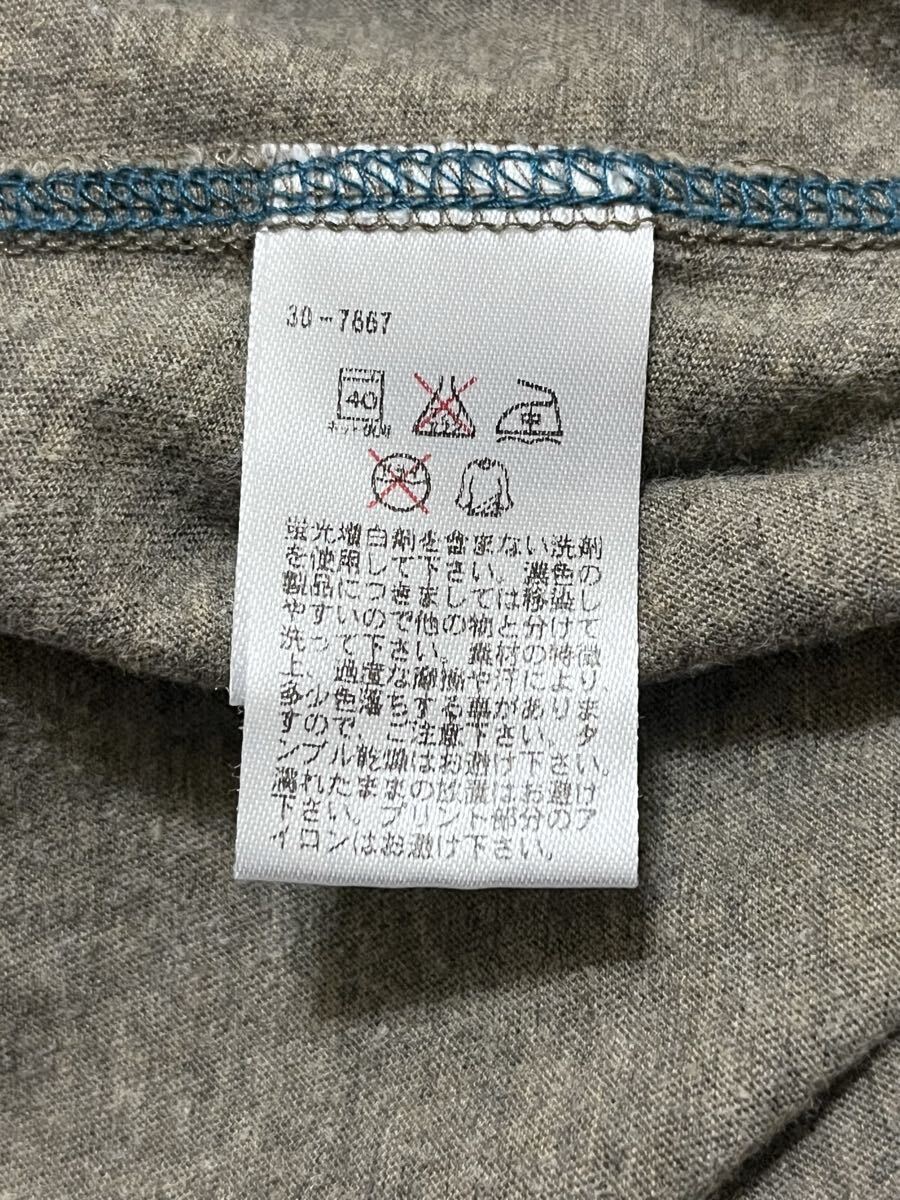 30-7867
40
ネット使用
中
蛍光増白剤を含まない洗剤
を使用して下さい。濃色の
製品につきましては移染し
やすいので他の物と分けて
洗って下さい。素材の特徴
上、過度な摩擦や汗により、
多少色落ちする事があ
すので、ご注意下さい。タ
ンブル乾燥はお避け下さい。
濡れたままの放置はお避け
下さい。プリント部分のア
イロンはお避け下さい。